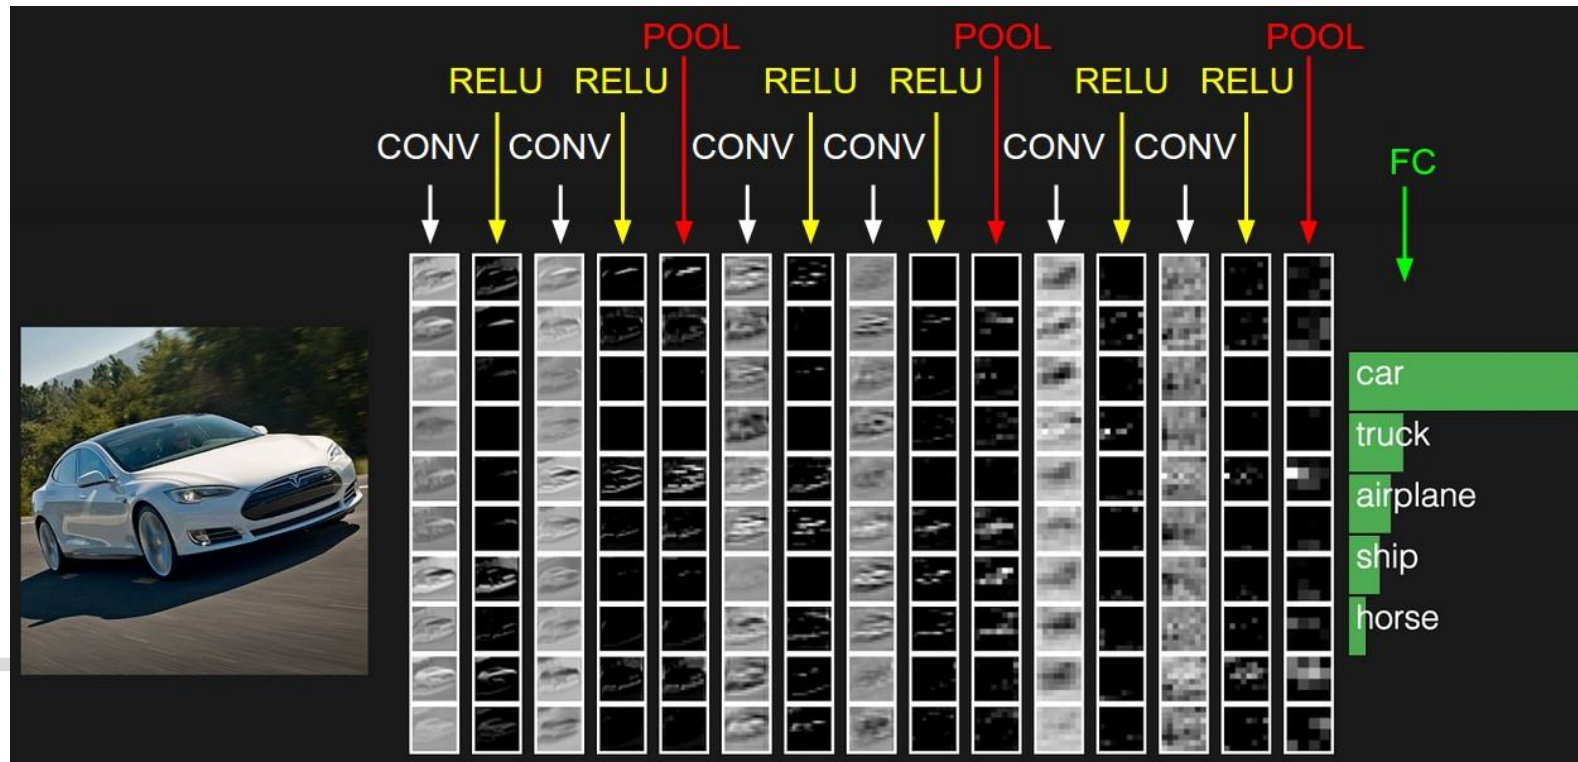 POOL POOL POOL
RELU RELU RELU RELU RELU RELU
CONV CONV CONV CONV CONV CONV
FC
car
truck
airplane
ship
horse